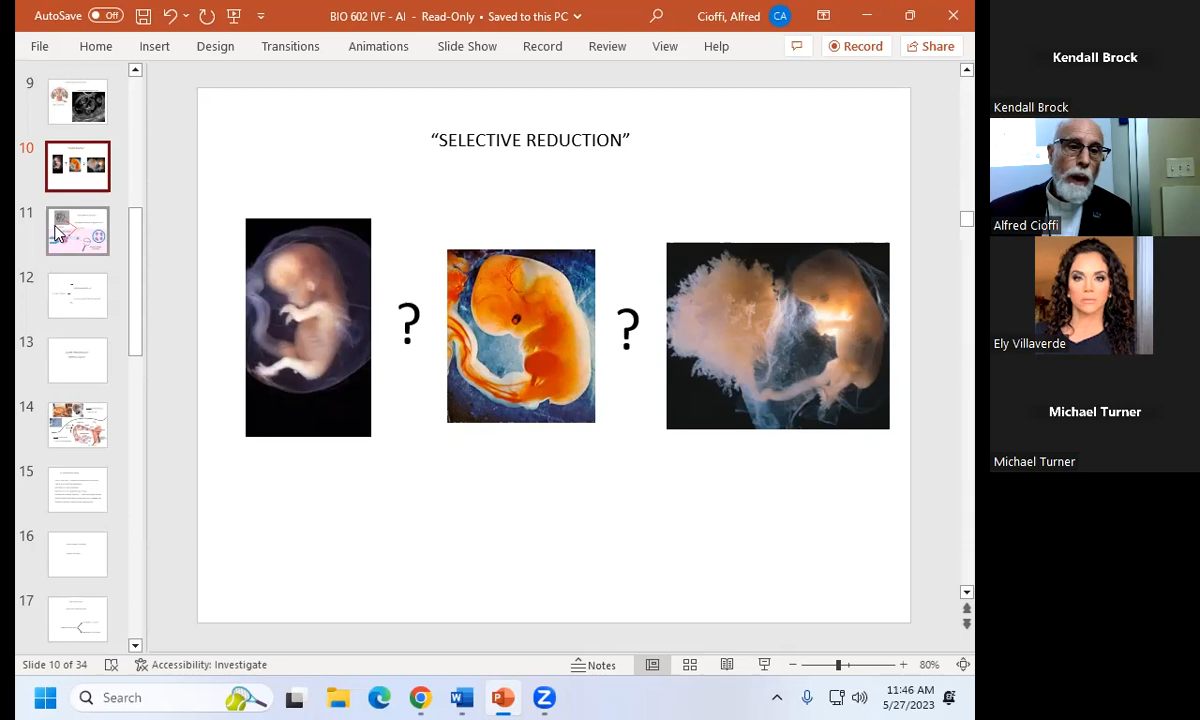 AutoSave Off BIO 602 IVF - AI - Read-Only • Saved to this PC Cioffi, Alfred CA
File Home Insert Design Transitions Animations Slide Show Record Review View Help Record Share
9
10
11
12
13
14
15
16
17
“SELECTIVE REDUCTION”
? ?
Slide 10 of 34 Accessibility: Investigate Notes 80%
Search
11:46 AM
5/27/2023
Kendall Brock
Kendall Brock
Alfred Cioffi
Ely Villaverde
Michael Turner
Michael Turner